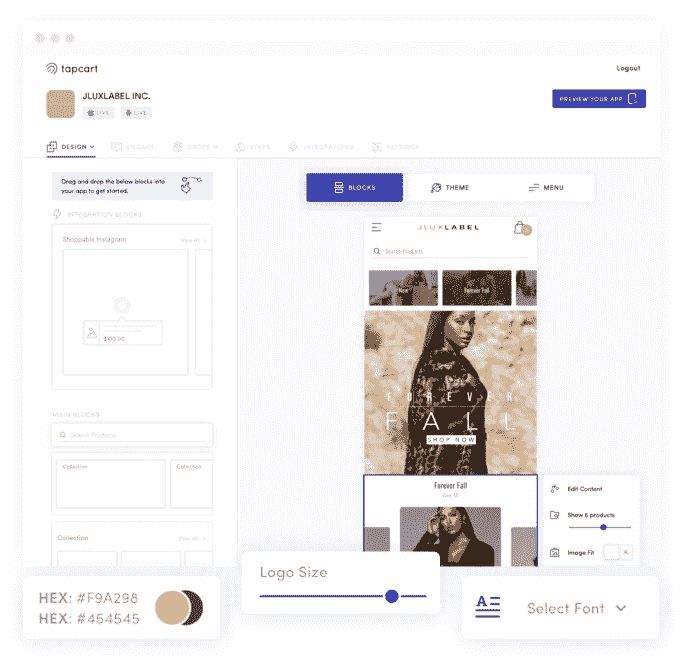 tapcart
Logout
JLUXLABEL INC.
LIVE
LIVE
PREVIEW YOUR APP
DESIGN
ENGAGE
DROPS
STATS
INTEGRATIONS
SETTINGS
Drag and drop the below blocks into
your app to get started.
BLOCKS
THEME
MENU
INTEGRATION BLOCKS
Shoppable Instagram
View All
$100.00
JLUXLABEL
Search Products
New
Forever Fall
FOREVER
FALL
SHOP NOW
MAIN BLOCKS
Search Products
Collection
Collection
Collection
View All
Forever Fall
View All
Edit Content
Show 6 products
Image Fit
HEX: #F9A298
HEX: #454545
Logo Size
Select Font